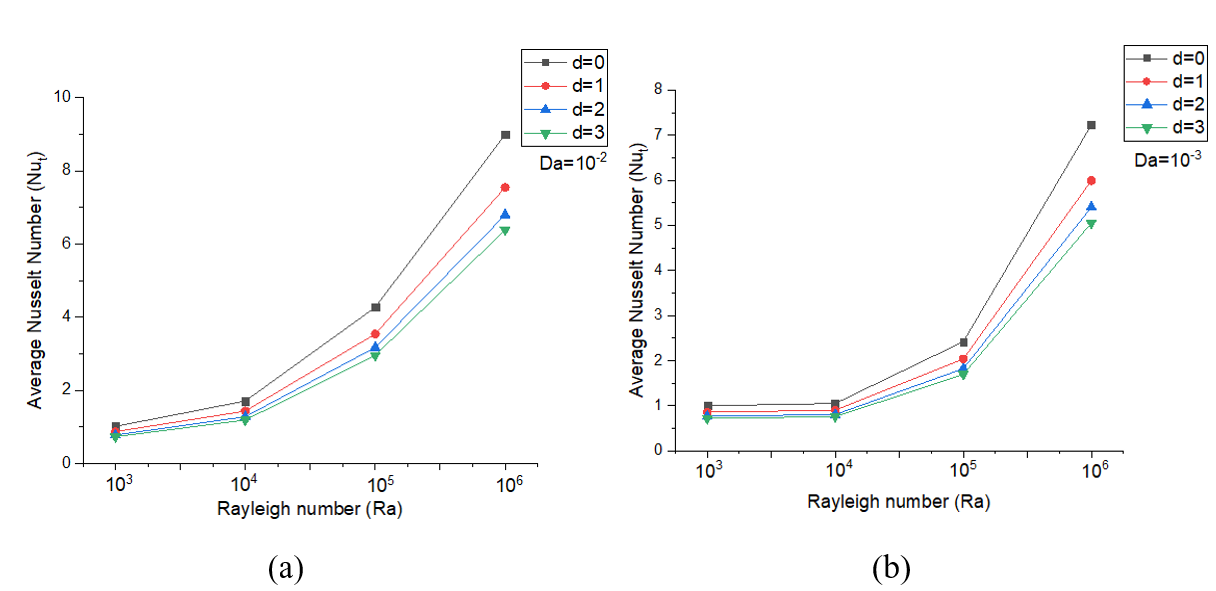 d=0
d=1
d=2
d=3
Da=10⁻²
10
8
6
4
2
0
Average Nusselt Number (Nuₜ)
10³ 10⁴ 10⁵ 10⁶
Rayleigh number (Ra)
(a)
d=0
d=1
d=2
d=3
Da=10⁻³
8
7
6
5
4
3
2
1
0
Average Nusselt Number (Nuₜ)
10³ 10⁴ 10⁵ 10⁶
Rayleigh number (Ra)
(b)